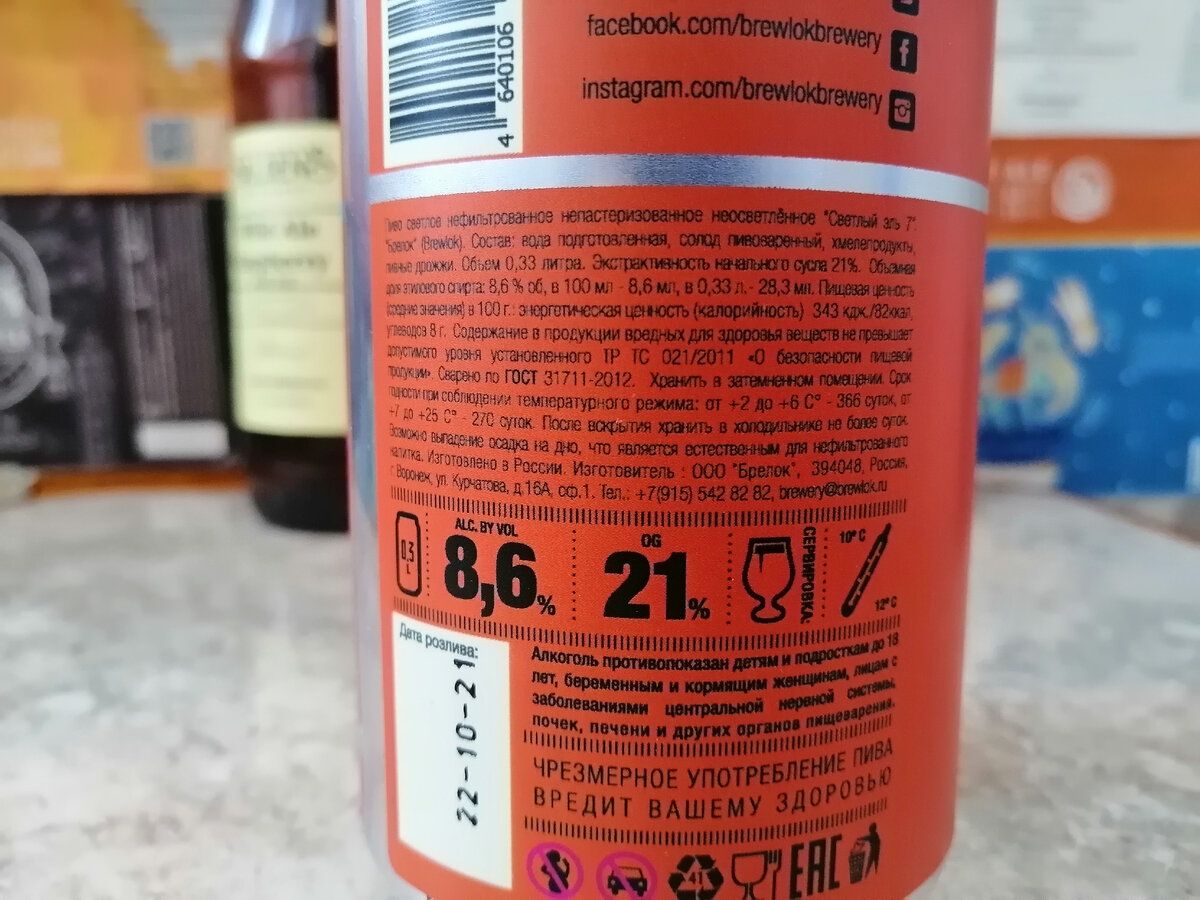 facebook.com/brewlokbrewery
instagram.com/brewlokbrewery
4 640106
Пиво светлое нефильтрованное непастеризованное неосветлённое "Светлый эль 7".
"Брелок" (Brewlok). Состав: вода подготовленная, солод пивоваренный, хмелепродукты,
пивные дрожжи. Объем 0,33 литра. Экстрактивность начального сусла 21%. Объемная
доля этилового спирта: 8,6 % об, в 100 мл - 8,6 мл, в 0,33 л.- 28,3 мл. Пищевая ценность
(средние значения) в 100 г.: энергетическая ценность (калорийность) 343 кдж./82ккал,
углеводов 8 г. Содержание в продукции вредных для здоровья веществ не превышает
допустимого уровня установленного ТР ТС 021/2011 «О безопасности пищевой
продукции». Сварено по ГОСТ 31711-2012. Хранить в затемненном помещении. Срок
годности при соблюдении температурного режима: от +2 до +6 С° - 366 суток, от
+7 до +25 С° - 270 суток. После вскрытия хранить в холодильнике не более суток.
Возможно выпадение осадка на дно, что является естественным для нефильтрованного
напитка. Изготовлено в России. Изготовитель : ООО "Брелок", 394048, Россия,
г. Воронеж, ул. Курчатова, д.16А, оф.1. Тел.: +7(915) 542 82 82, brewery@brewlok.ru
0,3 L
ALC. BY VOL
8,6%
OG
21%
СЕРВИРОВКА:
10° C
12° C
Дата розлива:
22-10-21
Алкоголь противопоказан детям и подросткам до 18
лет, беременным и кормящим женщинам, лицам с
заболеваниями центральной нервной системы,
почек, печени и других органов пищеварения.
ЧРЕЗМЕРНОЕ УПОТРЕБЛЕНИЕ ПИВА
ВРЕДИТ ВАШЕМУ ЗДОРОВЬЮ
41
EAC